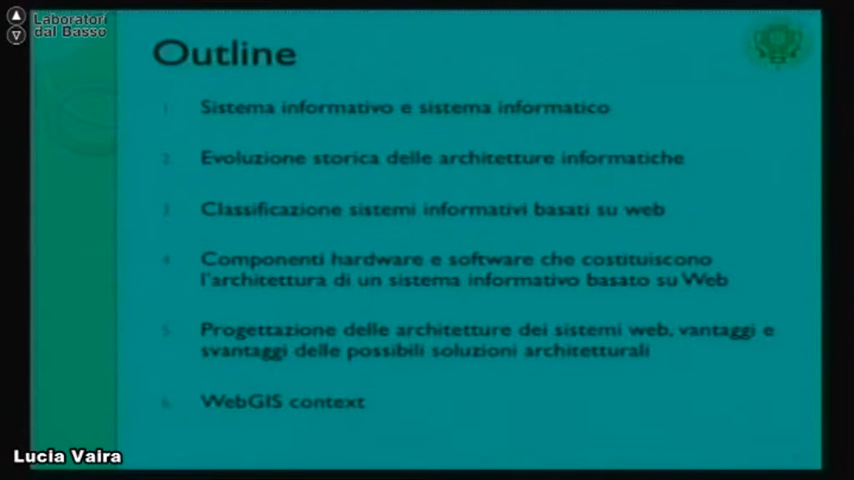 Laboratori
dal Basso
Outline
1. Sistema informativo e sistema informatico
2. Evoluzione storica delle architetture informatiche
3. Classificazione sistemi informativi basati su web
4. Componenti hardware e software che costituiscono
l'architettura di un sistema informativo basato su Web
5. Progettazione delle architetture dei sistemi web, vantaggi e
svantaggi delle possibili soluzioni architetturali
6. WebGIS context
Lucia Vaira